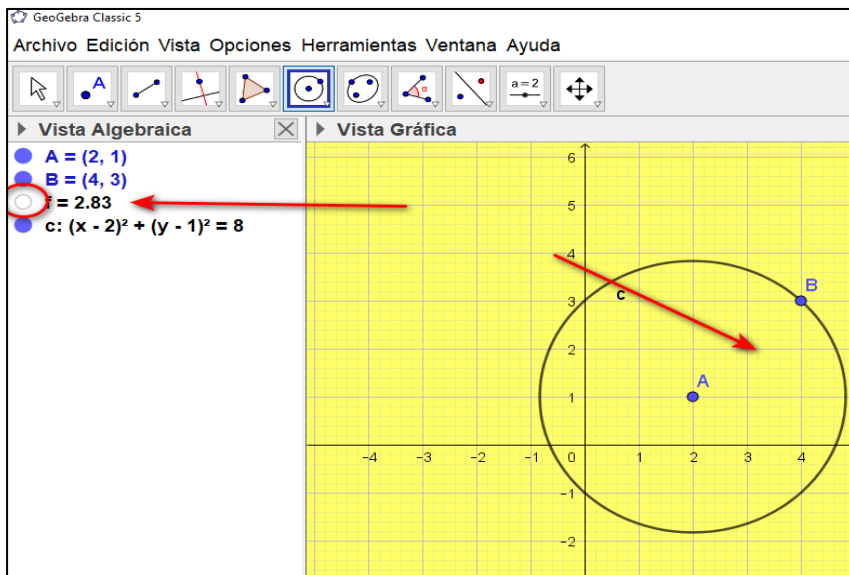 GeoGebra Classic 5
Archivo Edición Vista Opciones Herramientas Ventana Ayuda
A
α
a=2
Vista Algebraica
Vista Gráfica
A = (2, 1)
B = (4, 3)
f = 2.83
c: (x - 2)² + (y - 1)² = 8
6
5
4
3
2
1
0
-1
-2
-4 -3 -2 -1 1 2 3 4
c
B
A